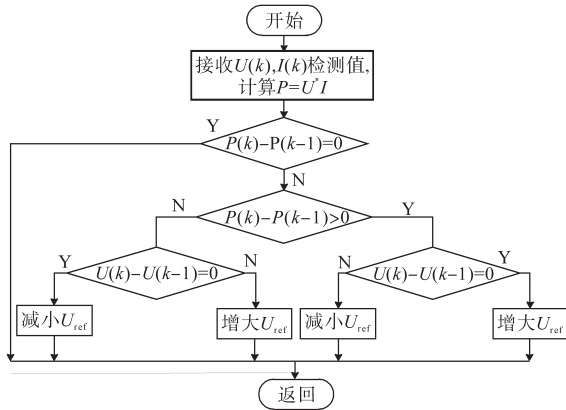 开始
接收U(k),I(k)检测值,
计算P=U*I
Y
P(k)−P(k−1)=0
N
N
P(k)−P(k−1)>0
Y
Y
U(k)−U(k−1)=0
N
N
U(k)−U(k−1)=0
Y
减小Uref
增大Uref
减小Uref
增大Uref
返回